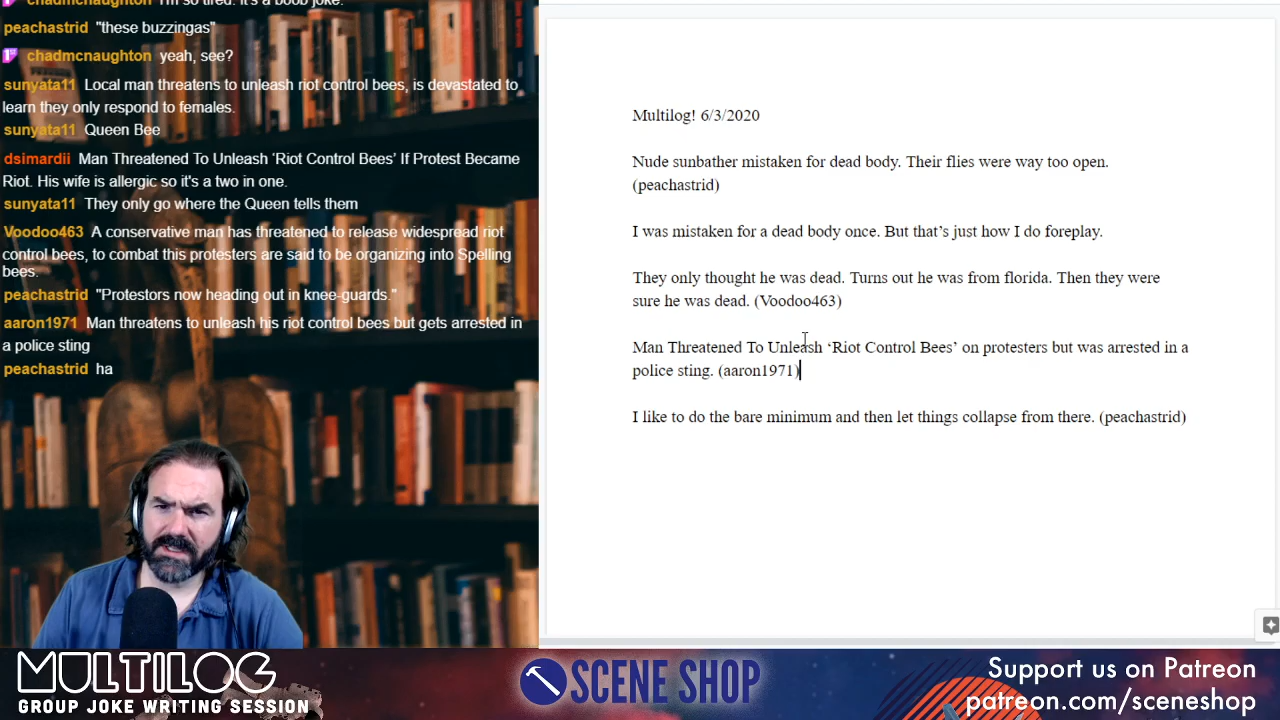 chadmcnaughton I'm so tired. It's a boob joke.
peachastrid "these buzzingas"
chadmcnaughton yeah, see?
sunyata11 Local man threatens to unleash riot control bees, is devastated to
learn they only respond to females.
sunyata11 Queen Bee
dsimardii Man Threatened To Unleash ‘Riot Control Bees’ If Protest Became
Riot. His wife is allergic so it's a two in one.
sunyata11 They only go where the Queen tells them
Voodoo463 A conservative man has threatened to release widespread riot
control bees, to combat this protesters are said to be organizing into Spelling
bees.
peachastrid "Protestors now heading out in knee-guards."
aaron1971 Man threatens to unleash his riot control bees but gets arrested in
a police sting
peachastrid ha
Multilog! 6/3/2020
Nude sunbather mistaken for dead body. Their flies were way too open.
(peachastrid)
I was mistaken for a dead body once. But that’s just how I do foreplay.
They only thought he was dead. Turns out he was from florida. Then they were
sure he was dead. (Voodoo463)
Man Threatened To Unleash ‘Riot Control Bees’ on protesters but was arrested in a
police sting. (aaron1971)
I like to do the bare minimum and then let things collapse from there. (peachastrid)
MULTILOG
GROUP JOKE WRITING SESSION
SCENE SHOP
Support us on Patreon
patreon.com/sceneshop